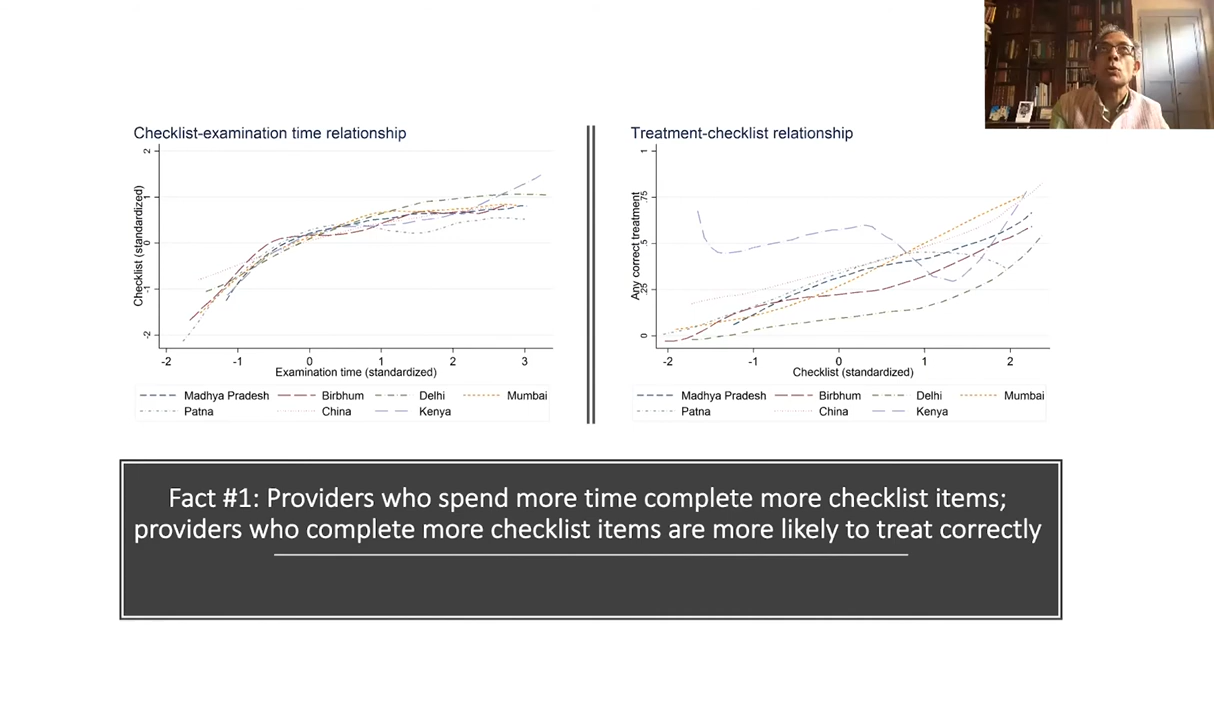 Checklist-examination time relationship
Checklist (standardized)
2
1
0
-1
-2
-2 -1 0 1 2 3
Examination time (standardized)
Madhya Pradesh Birbhum Delhi Mumbai
Patna China Kenya
Treatment-checklist relationship
Any correct treatment
1
.75
.5
.25
0
-2 -1 0 1 2
Checklist (standardized)
Madhya Pradesh Birbhum Delhi Mumbai
Patna China Kenya
Fact #1: Providers who spend more time complete more checklist items;
providers who complete more checklist items are more likely to treat correctly